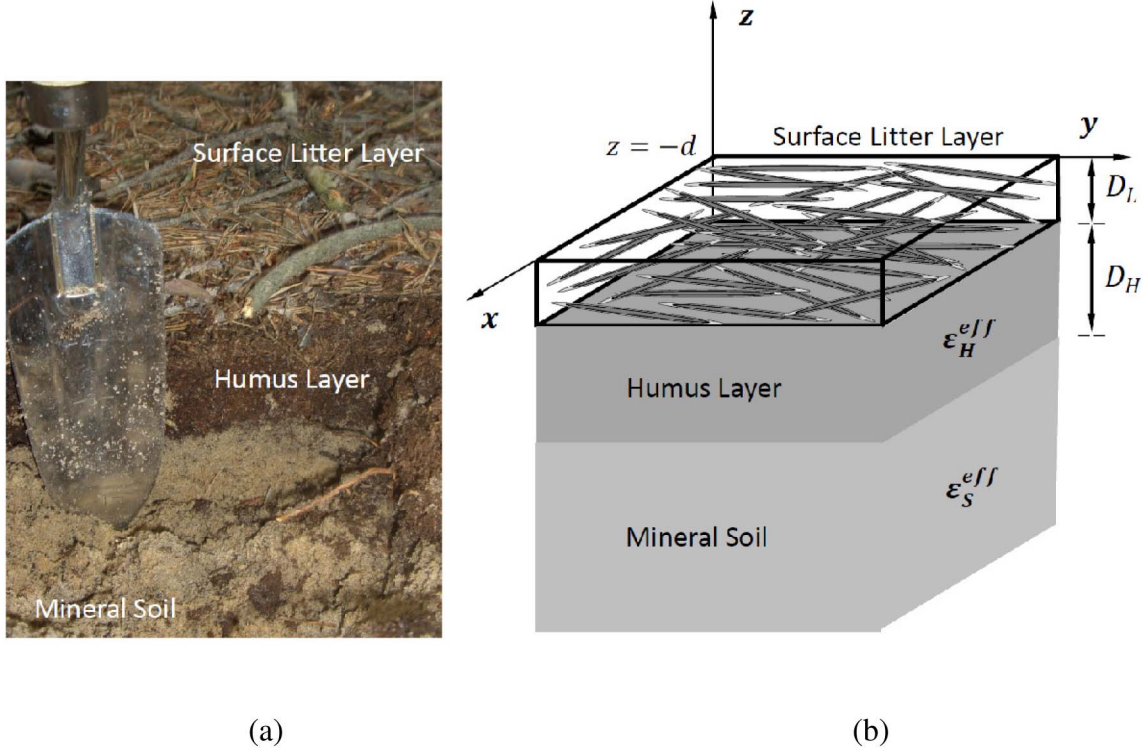 Surface Litter Layer
Humus Layer
Mineral Soil
(a)
z
z = −d
Surface Litter Layer
y
D_L
D_H
x
ε_H^eff
Humus Layer
ε_S^eff
Mineral Soil
(b)